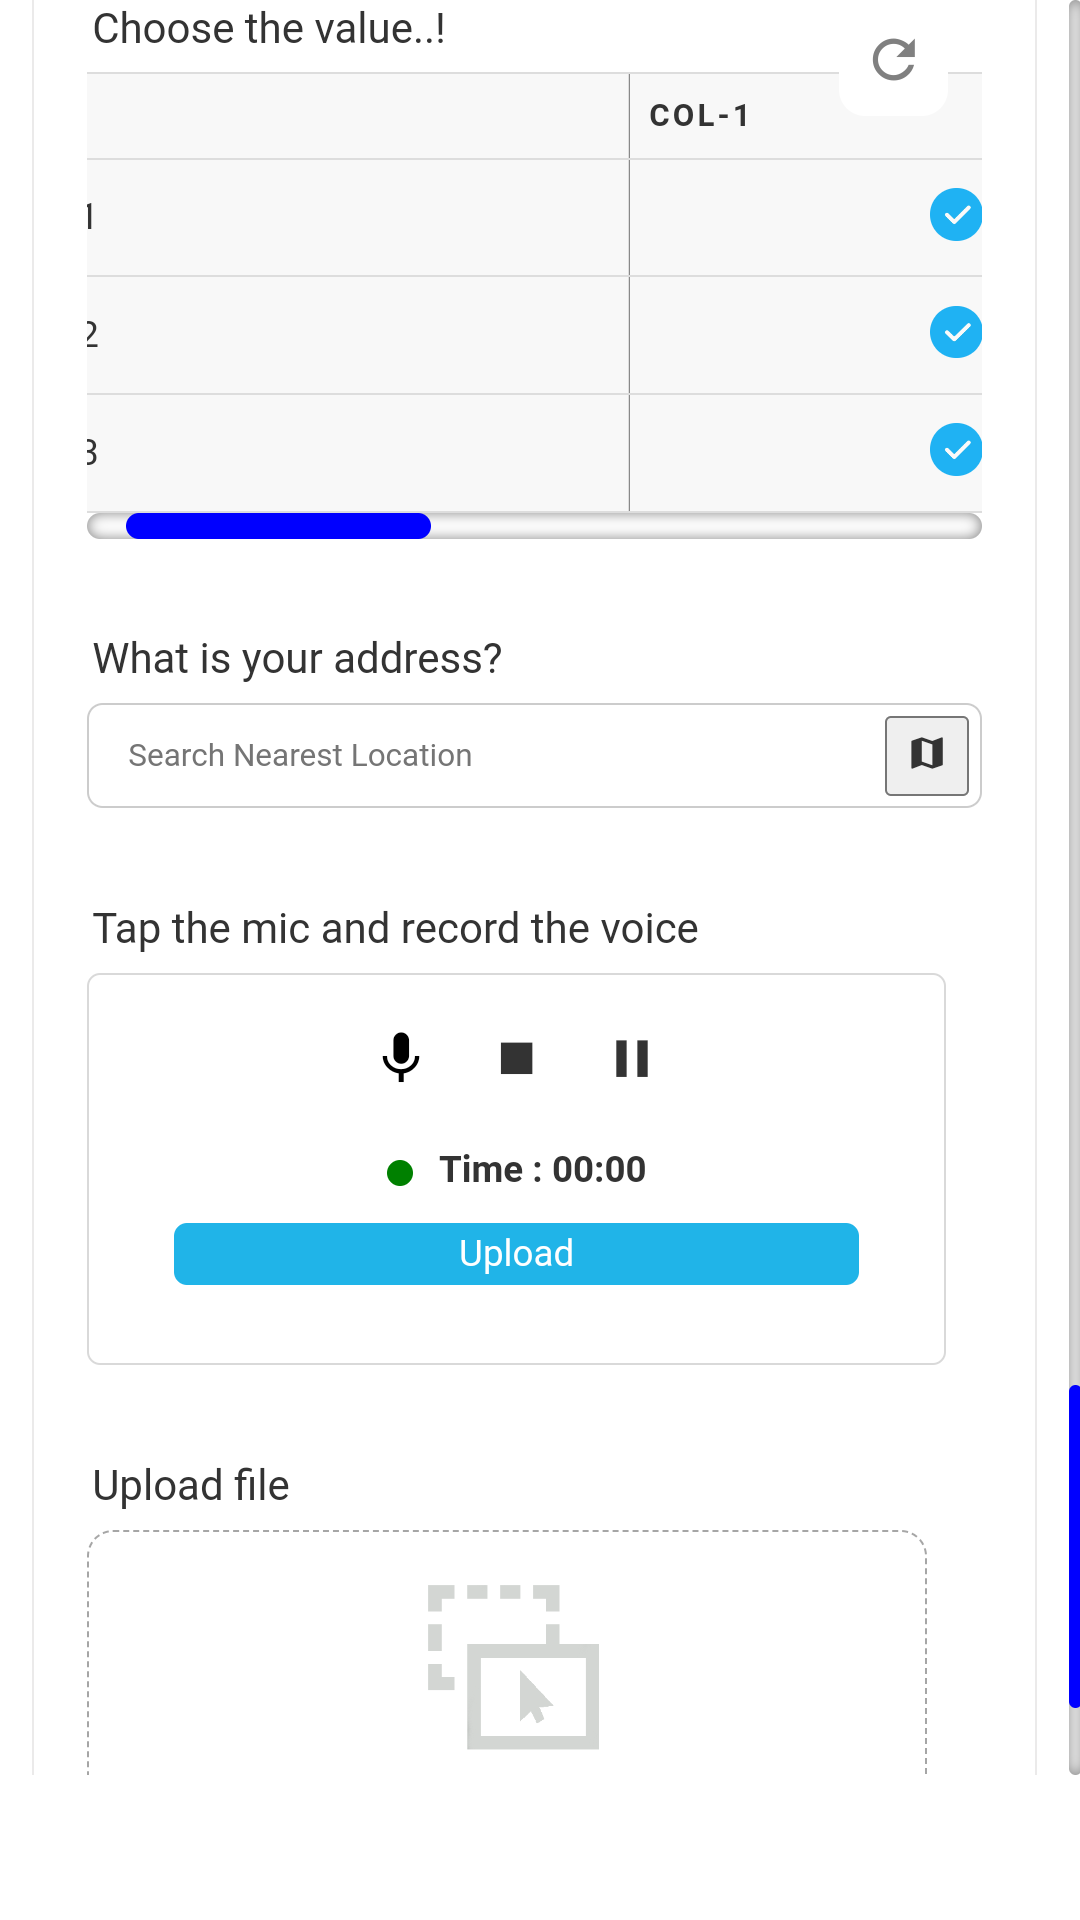 Choose the value..!
COL-1
1
2
3
What is your address?
Search Nearest Location
Tap the mic and record the voice
Time : 00:00
Upload
Upload file